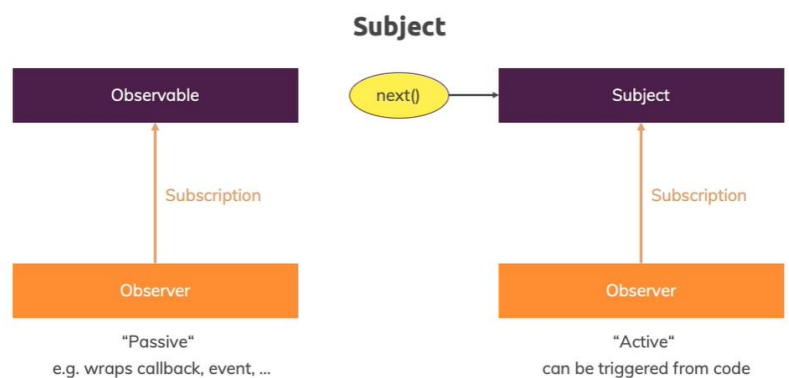 Subject
Observable
next()
Subject
Subscription
Subscription
Observer
Observer
“Passive“
“Active“
e.g. wraps callback, event, ...
can be triggered from code